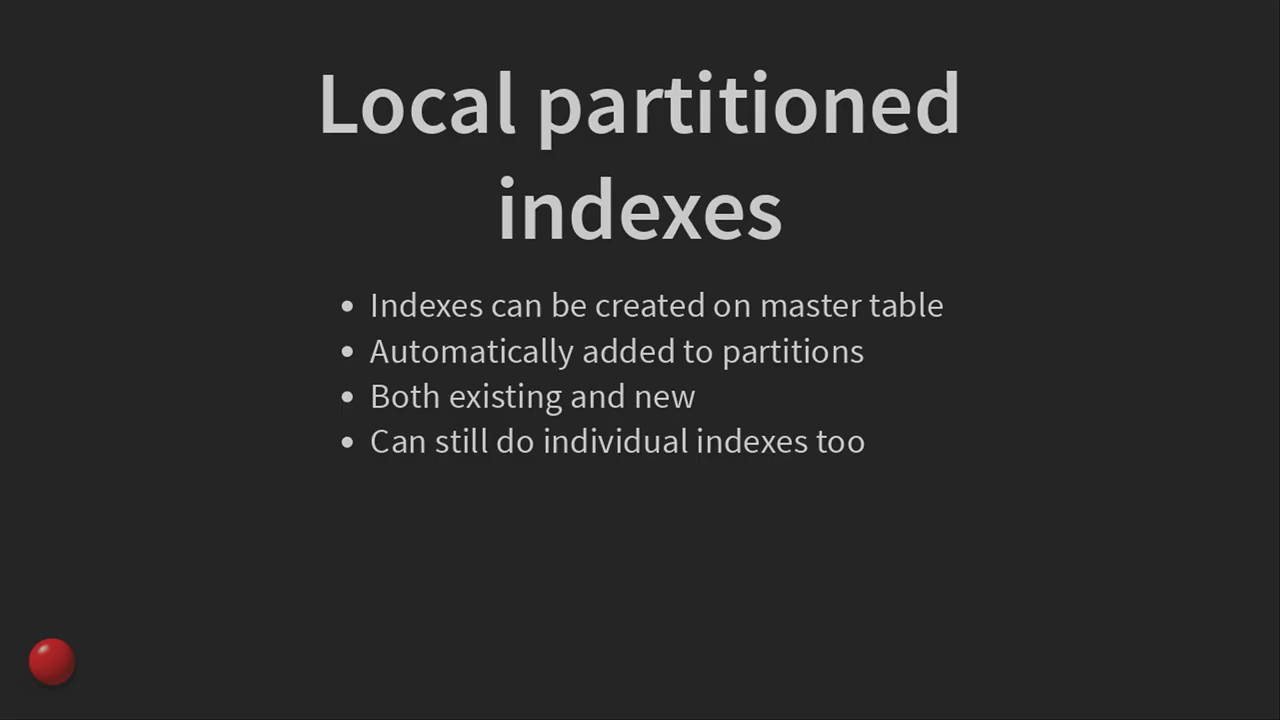 Local partitioned
indexes
• Indexes can be created on master table
• Automatically added to partitions
• Both existing and new
• Can still do individual indexes too